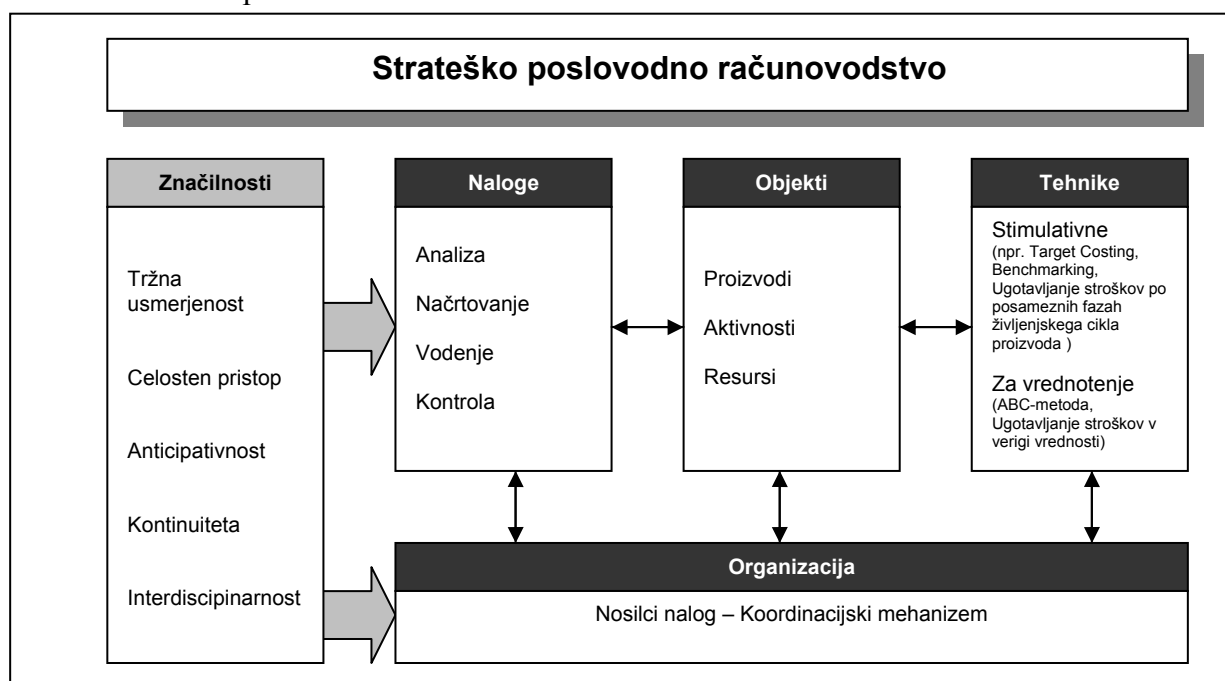 Strateško poslovodno računovodstvo
Značilnosti
Tržna
usmerjenost
Celosten pristop
Anticipativnost
Kontinuiteta
Interdiscipinarnost
Naloge
Analiza
Načrtovanje
Vodenje
Kontrola
Objekti
Proizvodi
Aktivnosti
Resursi
Tehnike
Stimulativne
(npr. Target Costing,
Benchmarking,
Ugotavljanje stroškov po
posameznih fazah
življenjskega cikla
proizvoda )
Za vrednotenje
(ABC-metoda,
Ugotavljanje stroškov v
verigi vrednosti)
Organizacija
Nosilci nalog – Koordinacijski mehanizem